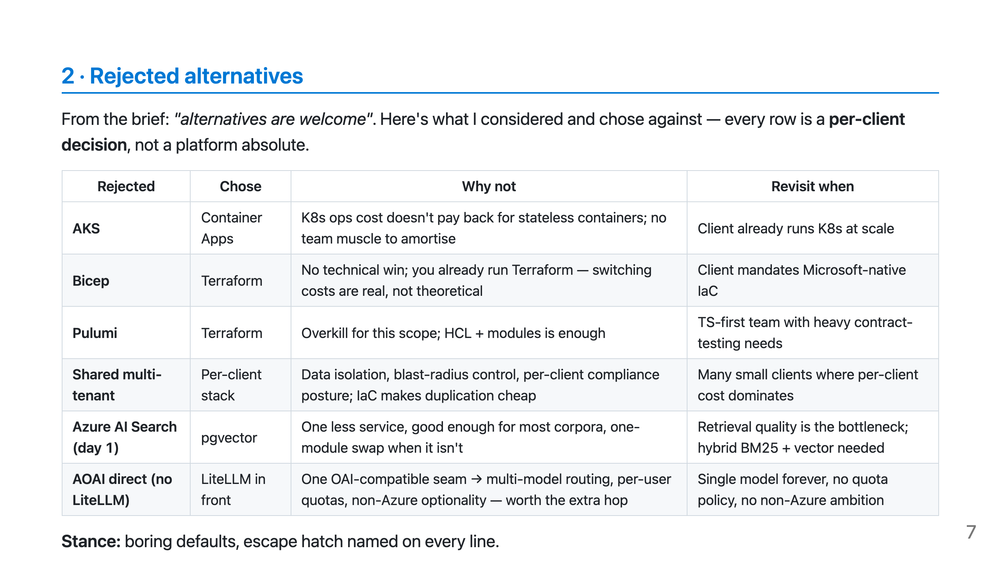 2 · Rejected alternatives
From the brief: "alternatives are welcome". Here's what I considered and chose against — every row is a per-client
decision, not a platform absolute.
Rejected Chose Why not Revisit when
AKS
Container
Apps
K8s ops cost doesn't pay back for stateless containers; no
team muscle to amortise
Client already runs K8s at scale
Bicep
Terraform
No technical win; you already run Terraform — switching
costs are real, not theoretical
Client mandates Microsoft-native
IaC
Pulumi
Terraform
Overkill for this scope; HCL + modules is enough
TS-first team with heavy contract-
testing needs
Shared multi-
tenant
Per-client
stack
Data isolation, blast-radius control, per-client compliance
posture; IaC makes duplication cheap
Many small clients where per-client
cost dominates
Azure AI Search
(day 1)
pgvector
One less service, good enough for most corpora, one-
module swap when it isn't
Retrieval quality is the bottleneck;
hybrid BM25 + vector needed
AOAI direct (no
LiteLLM)
LiteLLM in
front
One OAI-compatible seam → multi-model routing, per-user
quotas, non-Azure optionality — worth the extra hop
Single model forever, no quota
policy, no non-Azure ambition
Stance: boring defaults, escape hatch named on every line.
7